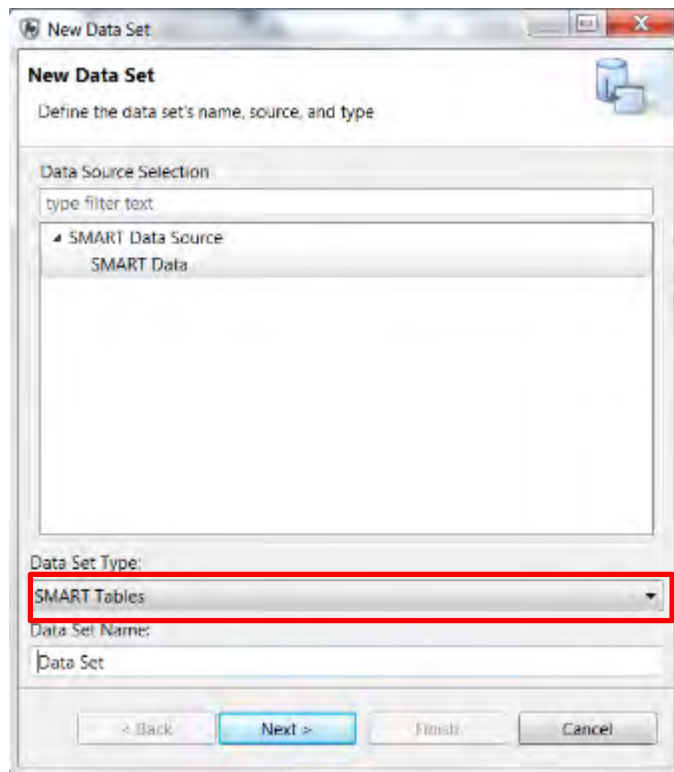 New Data Set
New Data Set
Define the data set's name, source, and type
Data Source Selection
type filter text
SMART Data Source
SMART Data
Data Set Type:
SMART Tables
Data Set Name:
Data Set
< Back Next > Finish Cancel